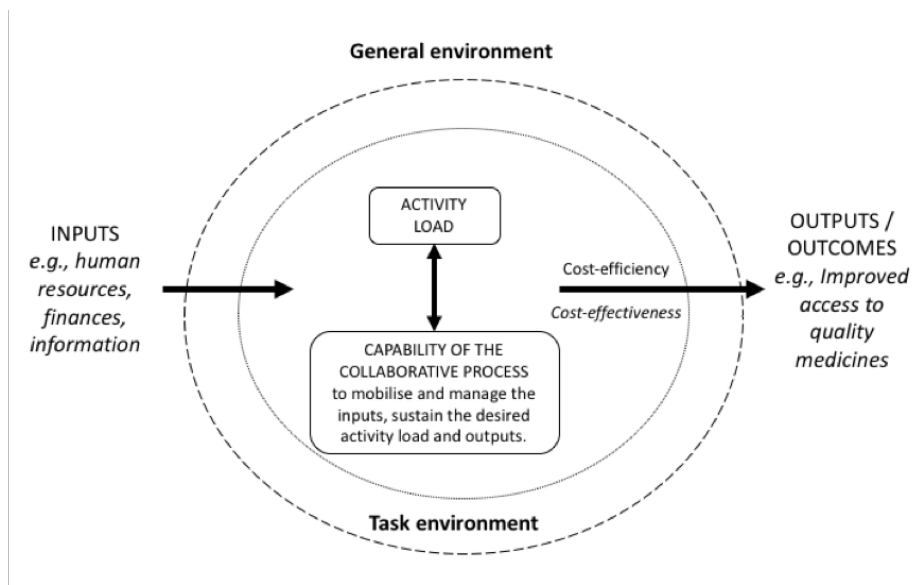 General environment
INPUTS
e.g., human
resources,
finances,
information
ACTIVITY
LOAD
CAPABILITY OF THE
COLLABORATIVE PROCESS
to mobilise and manage the
inputs, sustain the desired
activity load and outputs.
Cost-efficiency
Cost-effectiveness
OUTPUTS /
OUTCOMES
e.g., Improved
access to
quality
medicines
Task environment